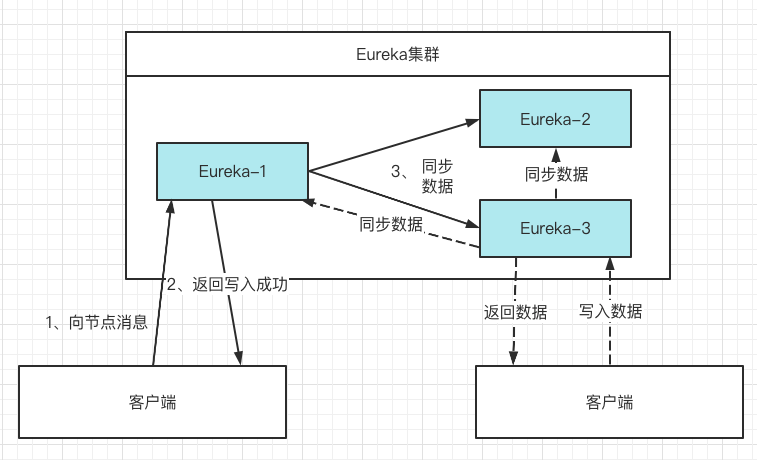 Eureka集群
Eureka-2
Eureka-1
3、 同步
数据
同步数据
同步数据
Eureka-3
2、返回写入成功
返回数据
写入数据
1、向节点消息
客户端
客户端